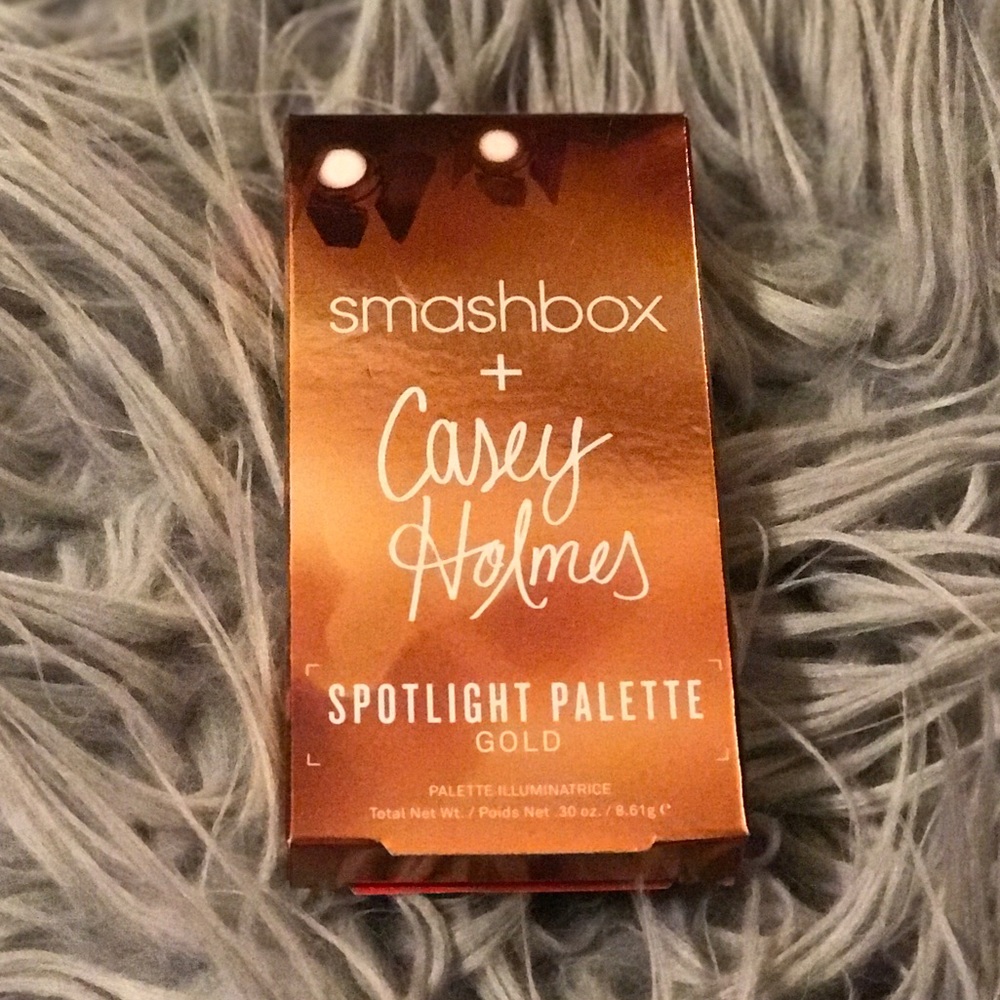 smashbox
+
Casey
Holmes
SPOTLIGHT PALETTE
GOLD
PALETTE ILLUMINATRICE
Total Net Wt. / Poids Net .30 oz. / 8.61g ℮